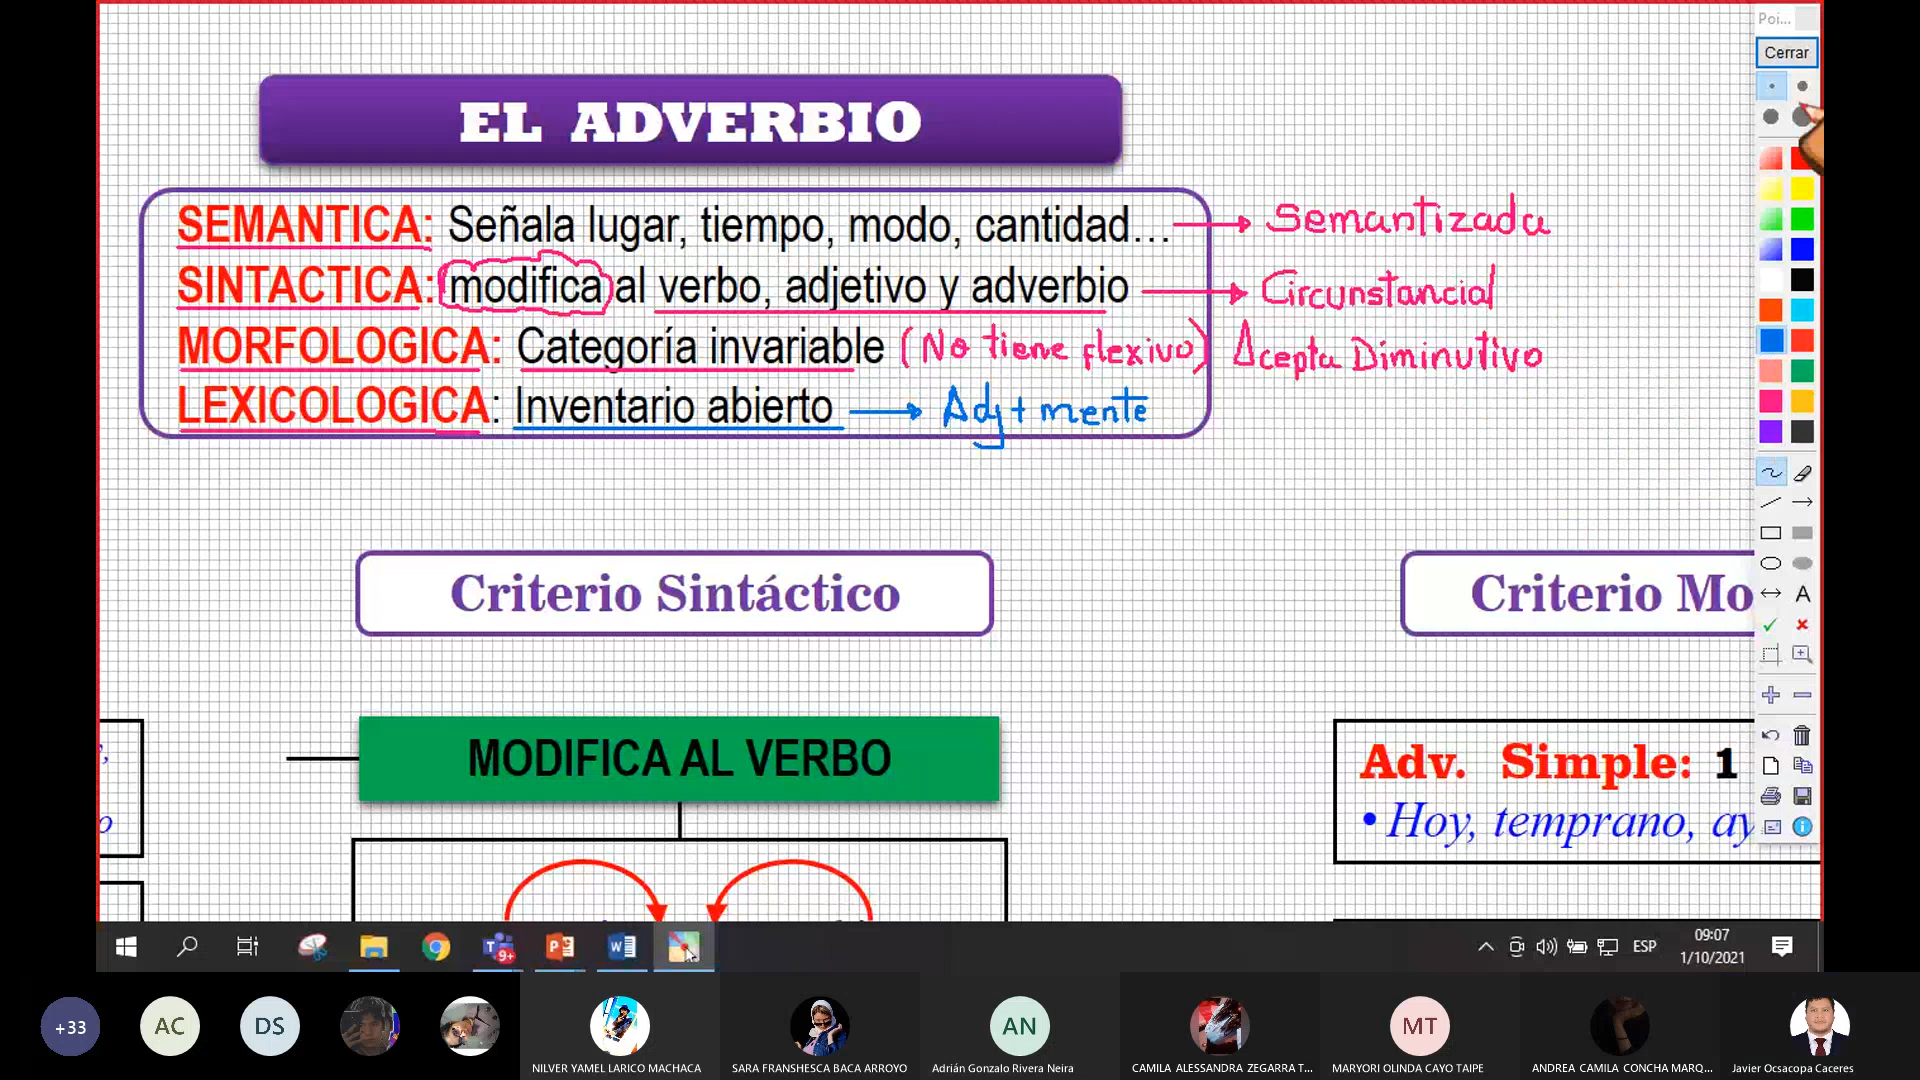 Poi...
Cerrar
EL ADVERBIO
SEMANTICA: Señala lugar, tiempo, modo, cantidad... → Semantizada
SINTACTICA: modifica al verbo, adjetivo y adverbio → Circunstancial
MORFOLOGICA: Categoría invariable (No tiene flexivo) Acepta Diminutivo
LEXICOLOGICA: Inventario abierto → Adj + mente
Criterio Sintáctico
Criterio Mo
MODIFICA AL VERBO
Adv. Simple: 1
• Hoy, temprano, ay
A
9+
ESP
09:07
1/10/2021
+33
AC
DS
AN
MT
NILVER YAMEL LARICO MACHACA
SARA FRANSHESCA BACA ARROYO
Adrián Gonzalo Rivera Neira
CAMILA ALESSANDRA ZEGARRA T...
MARYORI OLINDA CAYO TAIPE
ANDREA CAMILA CONCHA MARQ...
Javier Ocsacopa Caceres